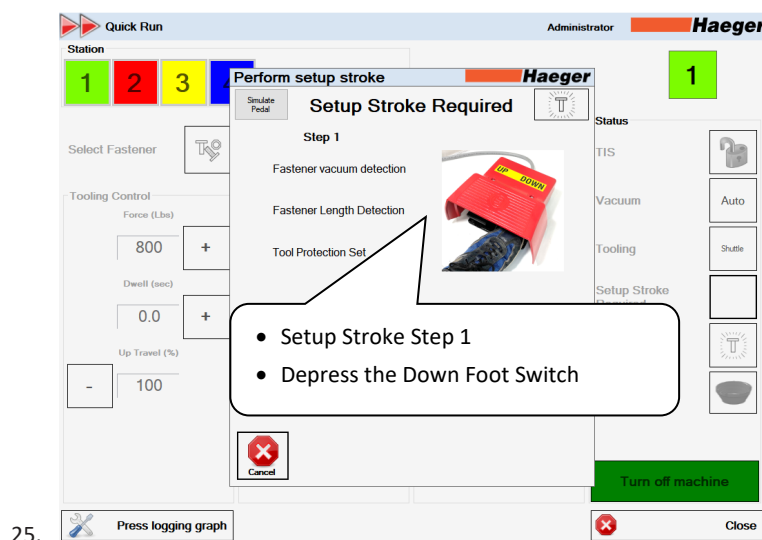 Quick Run
Administrator
Haeger
Station
1
2
3
4
1
Perform setup stroke
Haeger
Simulate
Pedal
Setup Stroke Required
T
Step 1
Fastener vacuum detection
Fastener Length Detection
Tool Protection Set
UP DOWN
Select Fastener
Tooling Control
Force (Lbs)
800
+
Dwell (sec)
0.0
+
Up Travel (%)
-
100
Status
TIS
Vacuum
Auto
Tooling
Shuttle
Setup Stroke
Required
T
• Setup Stroke Step 1
• Depress the Down Foot Switch
Cancel
Turn off machine
25.
Press logging graph
Close